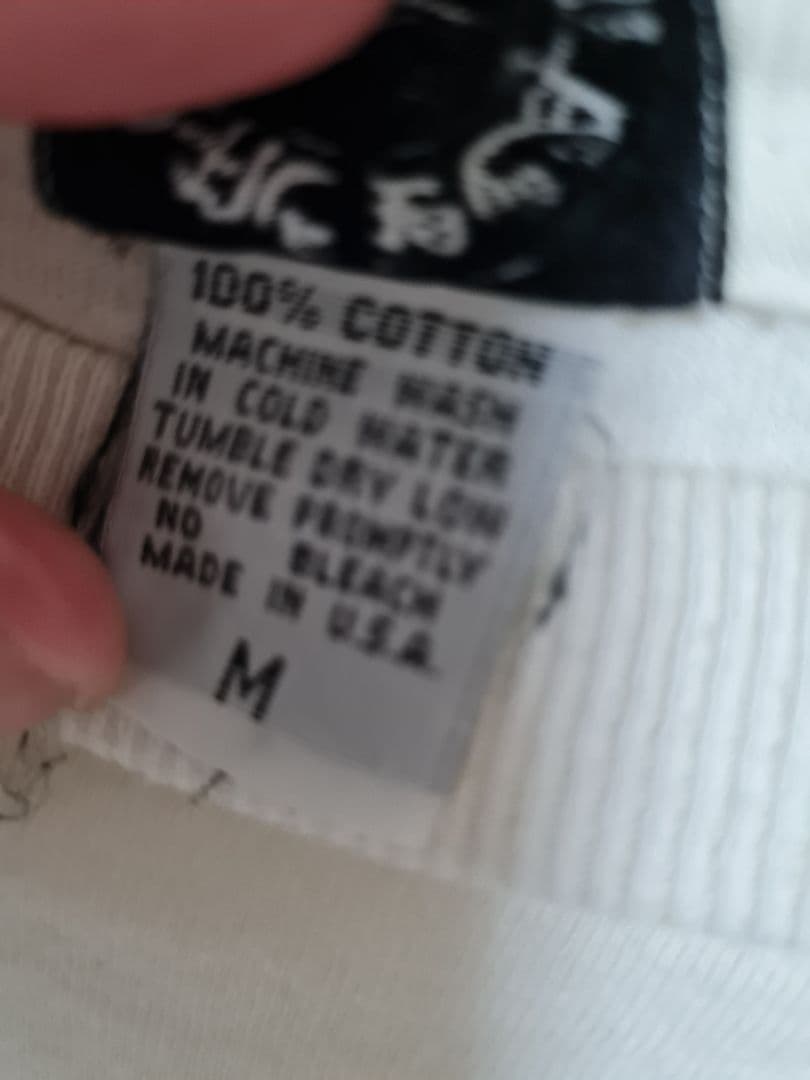 100% COTTON
MACHINE WASH
IN COLD WATER
TUMBLE DRY LOW
REMOVE PROMPTLY
NO BLEACH
MADE IN U.S.A.
M